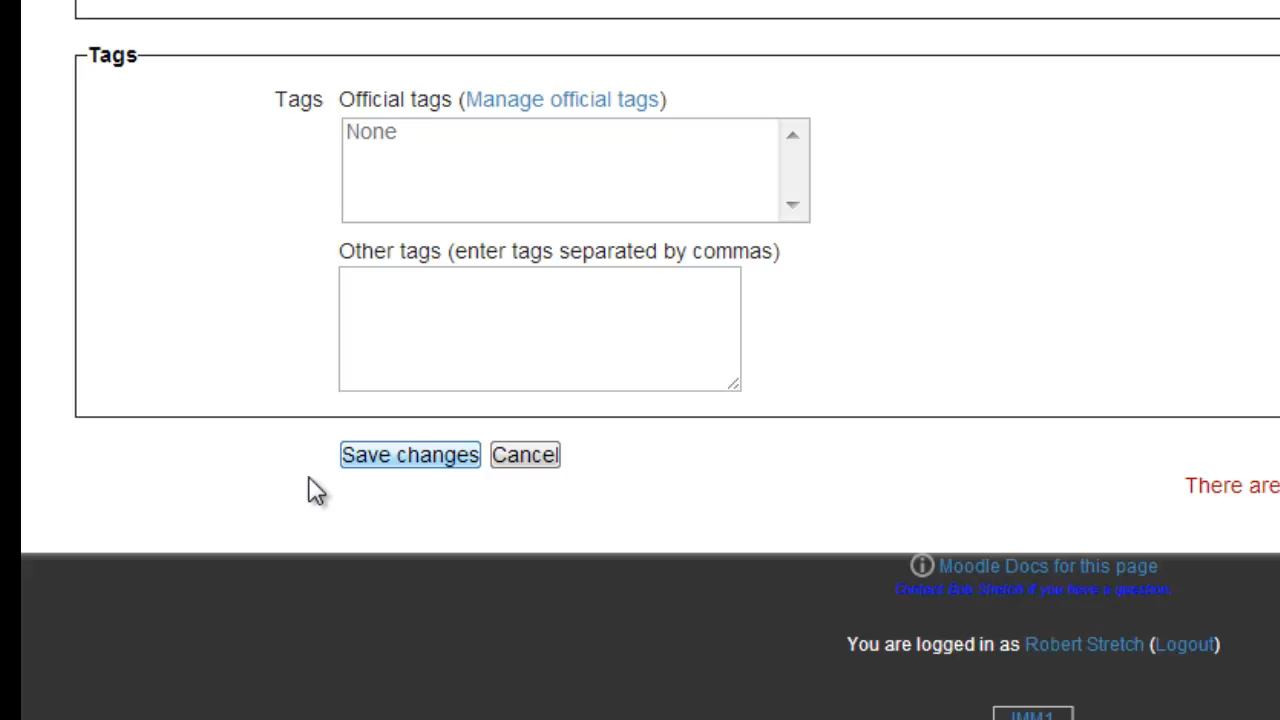 Tags
Tags Official tags (Manage official tags)
None
Other tags (enter tags separated by commas)
Save changes Cancel
There are
Moodle Docs for this page
Contact Bob Stretch if you have a question.
You are logged in as Robert Stretch (Logout)
IMM1